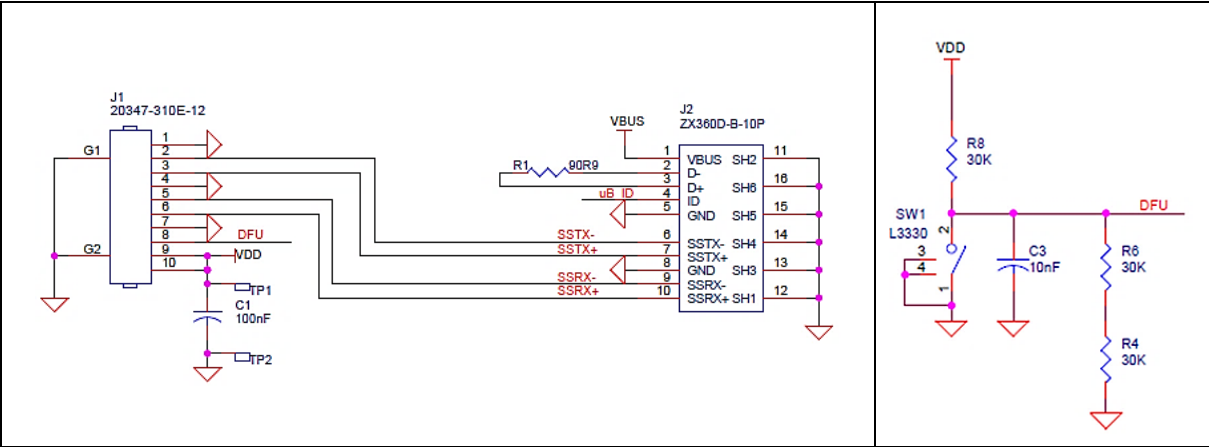 J1
20347-310E-12
G1
G2
1
2
3
4
5
6
7
8
9
10
DFU
VDD
TP1
C1
100nF
TP2
R1
90R9
VBUS
uB_ID
SSTX-
SSTX+
SSRX-
SSRX+
J2
ZX360D-B-10P
1 VBUS SH2 11
2 D-
3 D+ SH6 16
4 ID
5 GND SH5 15
6 SSTX- SH4 14
7 SSTX+
8 GND SH3 13
9 SSRX-
10 SSRX+ SH1 12
VDD
R8
30K
SW1
L3330
2
3
4
1
C3
10nF
DFU
R6
30K
R4
30K